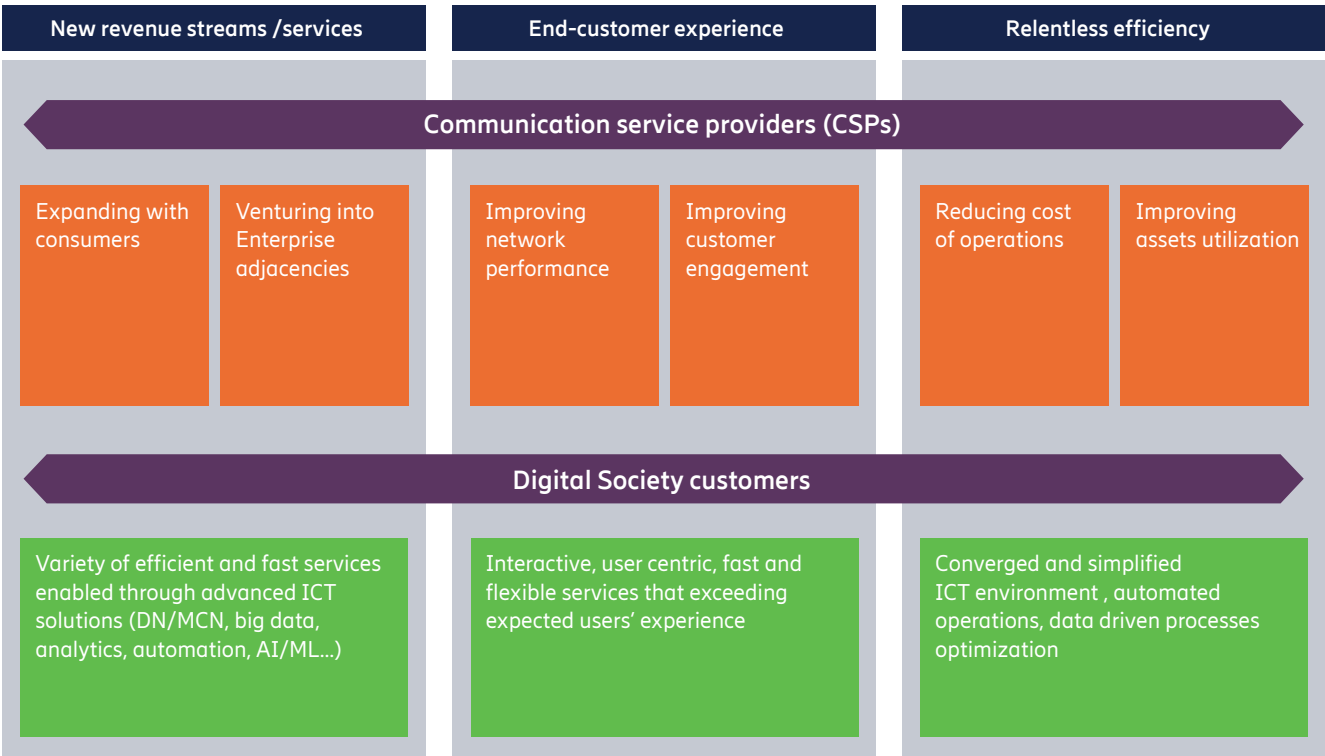 New revenue streams /services
End-customer experience
Relentless efficiency
Communication service providers (CSPs)
Expanding with
consumers
Venturing into
Enterprise
adjacencies
Improving
network
performance
Improving
customer
engagement
Reducing cost
of operations
Improving
assets utilization
Digital Society customers
Variety of efficient and fast services
enabled through advanced ICT
solutions (DN/MCN, big data,
analytics, automation, AI/ML...)
Interactive, user centric, fast and
flexible services that exceeding
expected users’ experience
Converged and simplified
ICT environment , automated
operations, data driven processes
optimization